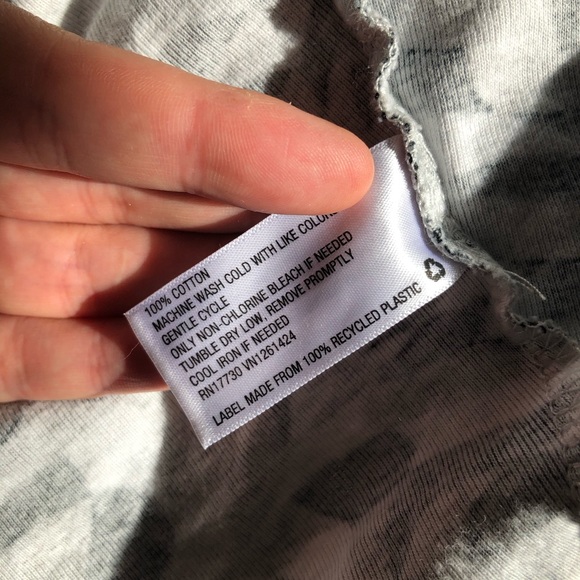 100% COTTON
MACHINE WASH COLD WITH LIKE COLORS
GENTLE CYCLE
ONLY NON-CHLORINE BLEACH IF NEEDED
TUMBLE DRY LOW, REMOVE PROMPTLY
COOL IRON IF NEEDED
RN17730 VN1261424
LABEL MADE FROM 100% RECYCLED PLASTIC